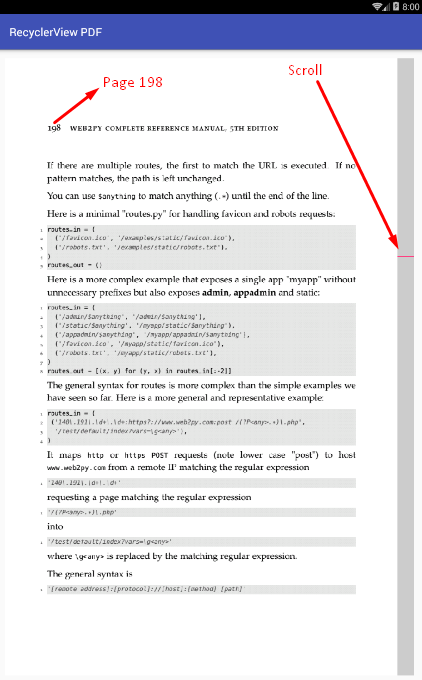 8:00
RecyclerView PDF
Scroll
Page 198
198 WEB2PY COMPLETE REFERENCE MANUAL, 5TH EDITION
If there are multiple routes, the first to match the URL is executed. If no
pattern matches, the path is left unchanged.
You can use $anything to match anything (.*) until the end of the line.
Here is a minimal "routes.py" for handling favicon and robots requests:
1 routes_in = (
2 ('/favicon.ico', '/examples/static/favicon.ico'),
3 ('/robots.txt', '/examples/static/robots.txt'),
4 )
5 routes_out = ()
Here is a more complex example that exposes a single app "myapp" without
unnecessary prefixes but also exposes admin, appadmin and static:
1 routes_in = (
2 ('/admin/$anything', '/admin/$anything'),
3 ('/static/$anything', '/myapp/static/$anything'),
4 ('/appadmin/$anything', '/myapp/appadmin/$anything'),
5 ('/favicon.ico', '/myapp/static/favicon.ico'),
6 ('/robots.txt', '/myapp/static/robots.txt'),
7 )
8 routes_out = [(x, y) for (y, x) in routes_in[:-2]]
The general syntax for routes is more complex than the simple examples we
have seen so far. Here is a more general and representative example:
1 routes_in = (
2 ('140\.191\.\d+\.\d+:https?://www.web2py.com:post /(?P<any>.*)\.php',
3 '/test/default/index?vars=\g<any>'),
4 )
It maps http or https POST requests (note lower case "post") to host
www.web2py.com from a remote IP matching the regular expression
1 '140\.191\.\d+\.\d+'
requesting a page matching the regular expression
1 '/(?P<any>.*)\.php'
into
1 '/test/default/index?vars=\g<any>'
where \g<any> is replaced by the matching regular expression.
The general syntax is
1 '[remote address]:[protocol]://[host]:[method] [path]'